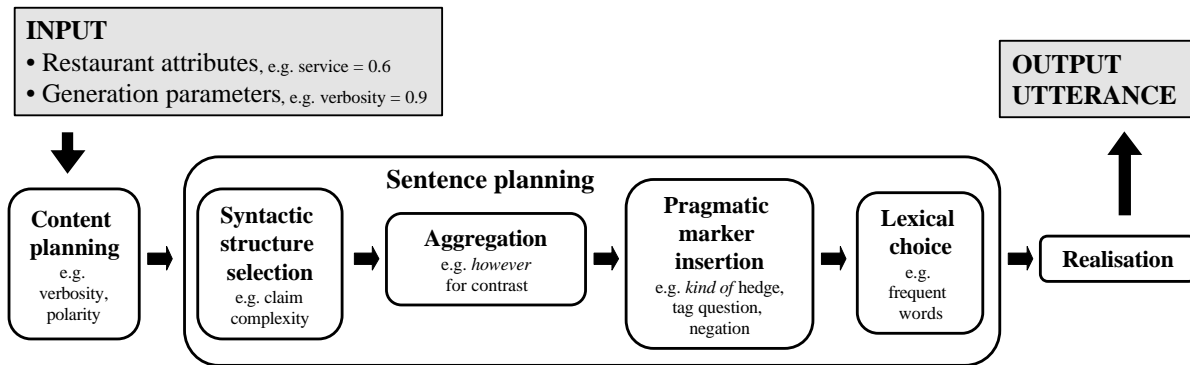 INPUT
• Restaurant attributes, e.g. service = 0.6
• Generation parameters, e.g. verbosity = 0.9
OUTPUT
UTTERANCE
Sentence planning
Content
planning
e.g.
verbosity,
polarity
Syntactic
structure
selection
e.g. claim
complexity
Aggregation
e.g. however
for contrast
Pragmatic
marker
insertion
e.g. kind of hedge,
tag question,
negation
Lexical
choice
e.g.
frequent
words
Realisation